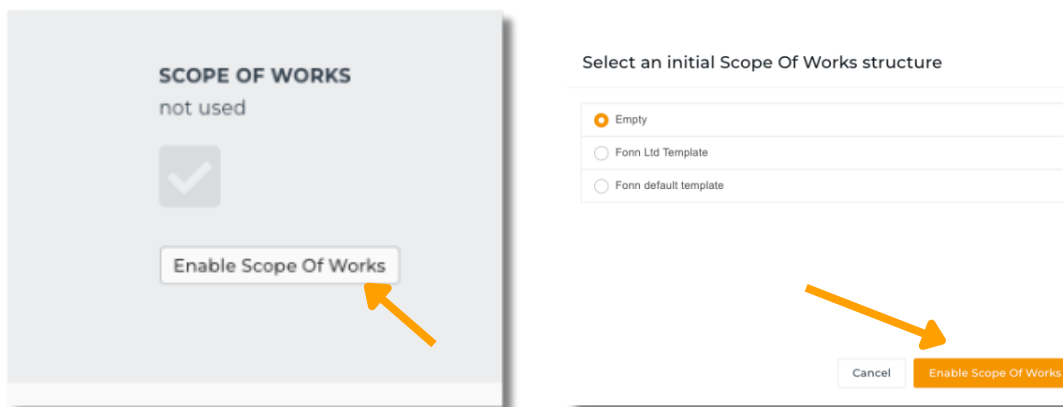 SCOPE OF WORKS
not used
Enable Scope Of Works
Select an initial Scope Of Works structure
Empty
Fonn Ltd Template
Fonn default template
Cancel
Enable Scope Of Works